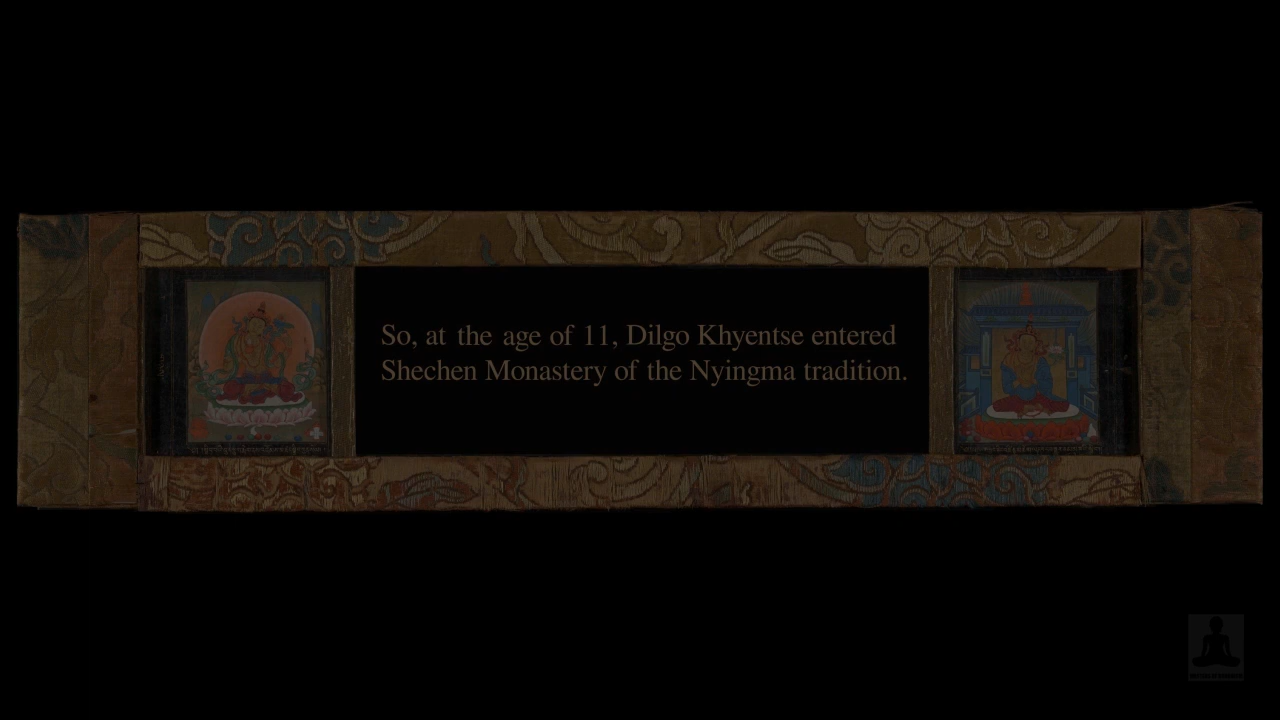 So, at the age of 11, Dilgo Khyentse entered
Shechen Monastery of the Nyingma tradition.